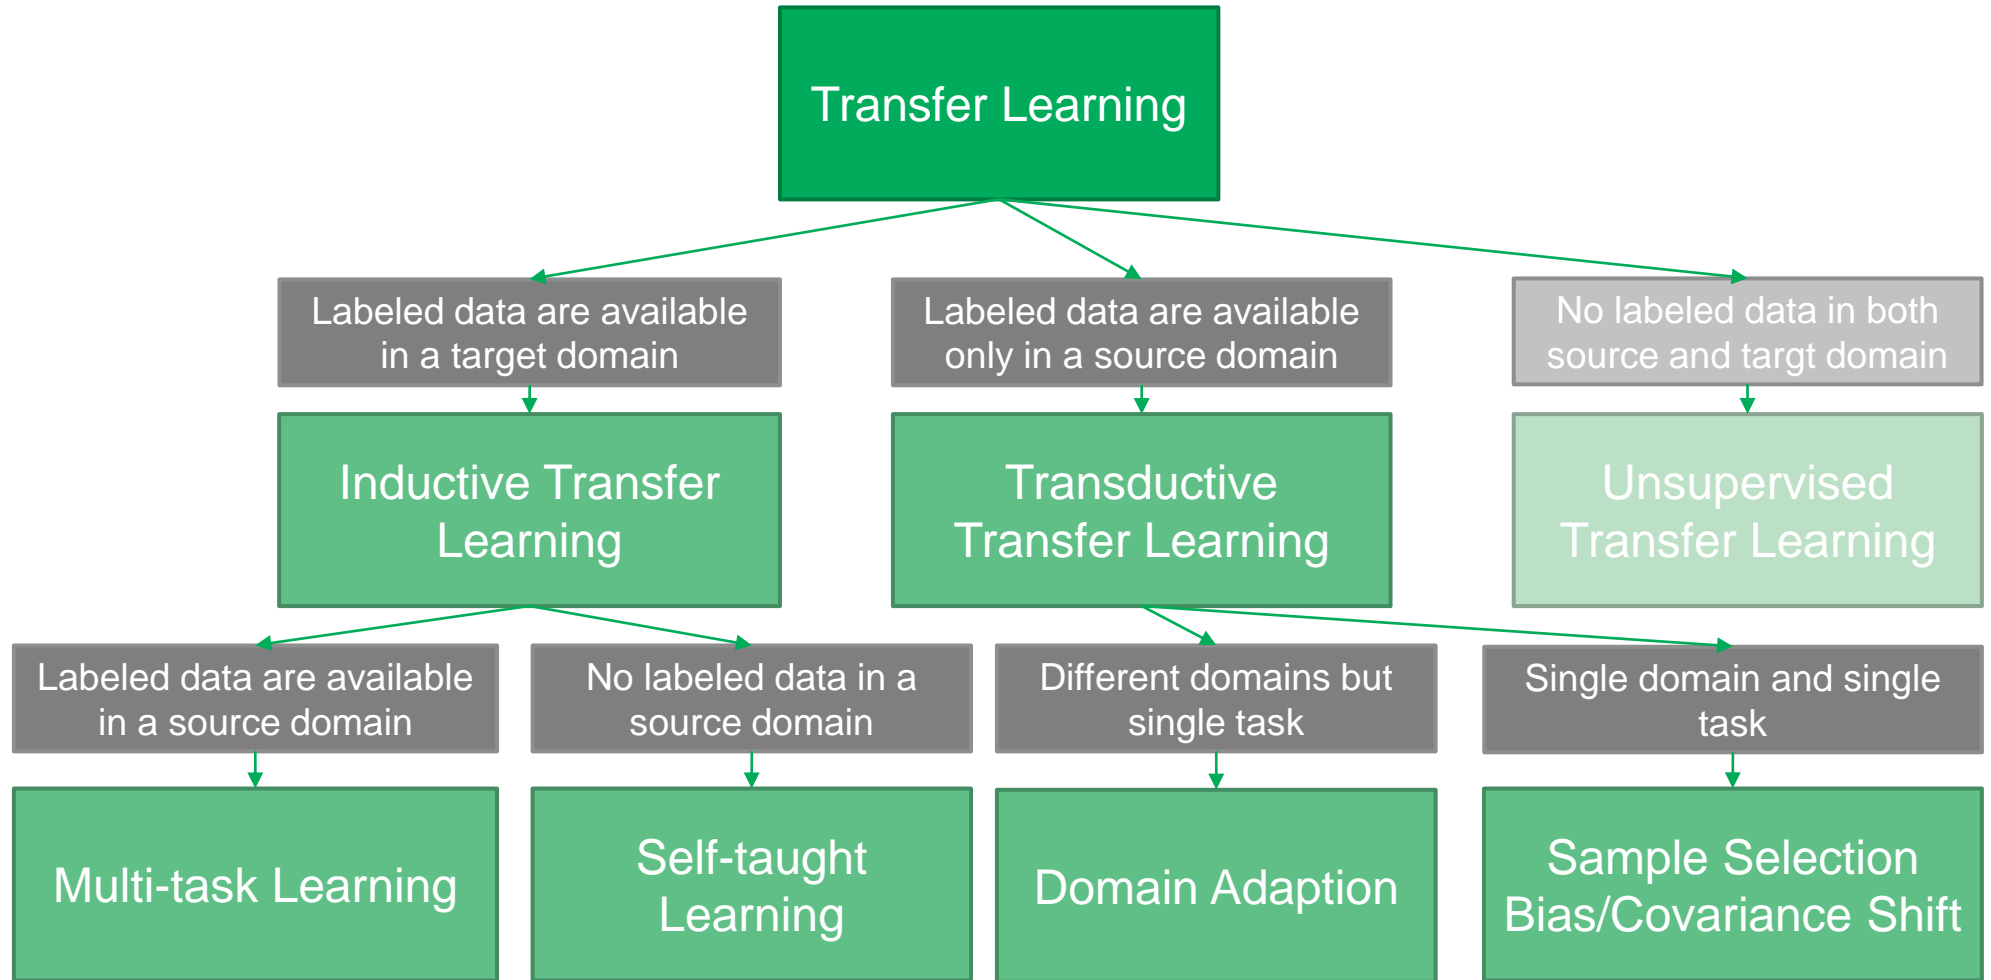 Transfer Learning
Labeled data are available
in a target domain
Labeled data are available
only in a source domain
No labeled data in both
source and targt domain
Inductive Transfer
Learning
Transductive
Transfer Learning
Unsupervised
Transfer Learning
Labeled data are available
in a source domain
No labeled data in a
source domain
Different domains but
single task
Single domain and single
task
Multi-task Learning
Self-taught
Learning
Domain Adaption
Sample Selection
Bias/Covariance Shift